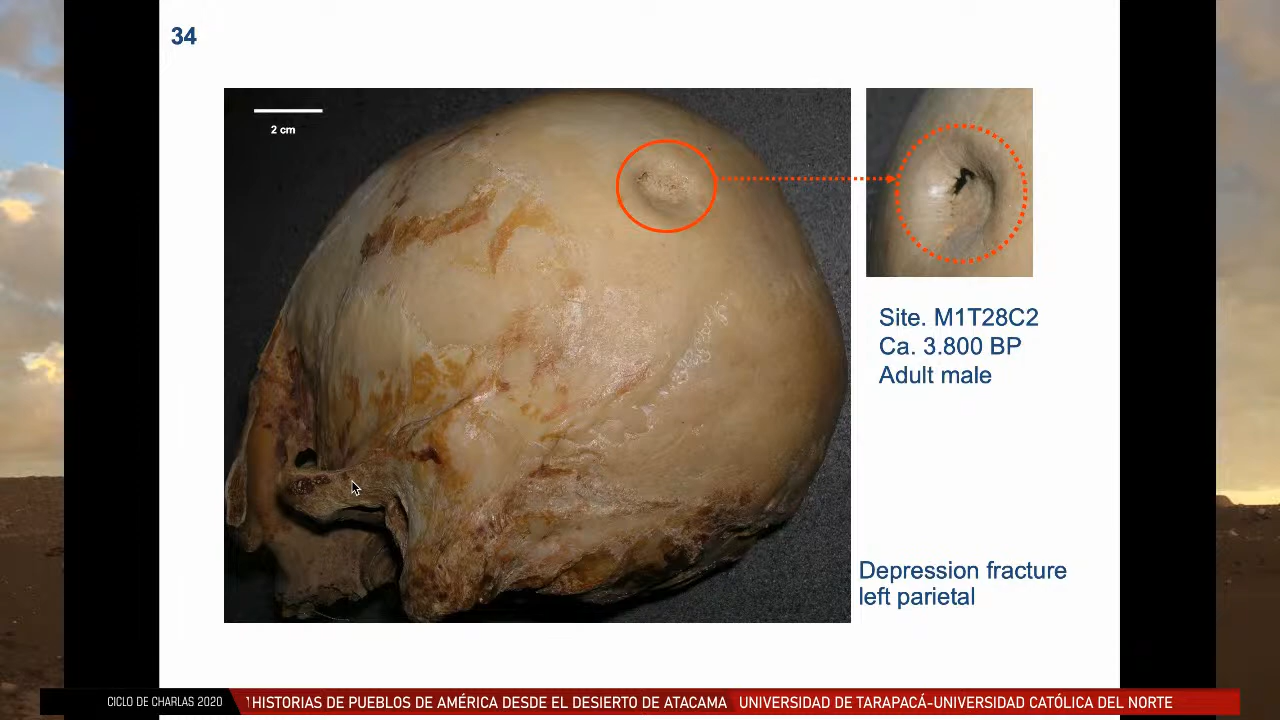 34
2 cm
Site. M1T28C2
Ca. 3.800 BP
Adult male
Depression fracture
left parietal
CICLO DE CHARLAS 2020
HISTORIAS DE PUEBLOS DE AMÉRICA DESDE EL DESIERTO DE ATACAMA UNIVERSIDAD DE TARAPACÁ-UNIVERSIDAD CATÓLICA DEL NORTE